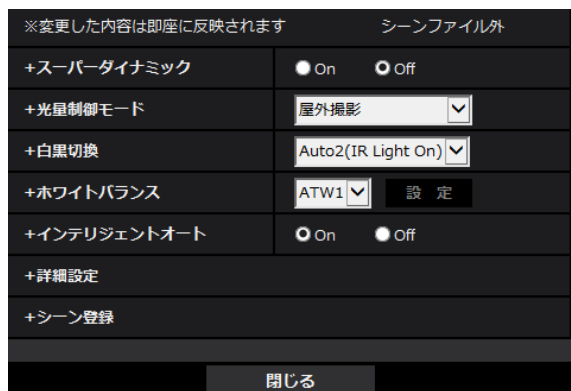 ※変更した内容は即座に反映されます シーンファイル外
+スーパーダイナミック On Off
+光量制御モード 屋外撮影
+白黒切換 Auto2(IR Light On)
+ホワイトバランス ATW1 設 定
+インテリジェントオート On Off
+詳細設定
+シーン登録
閉じる